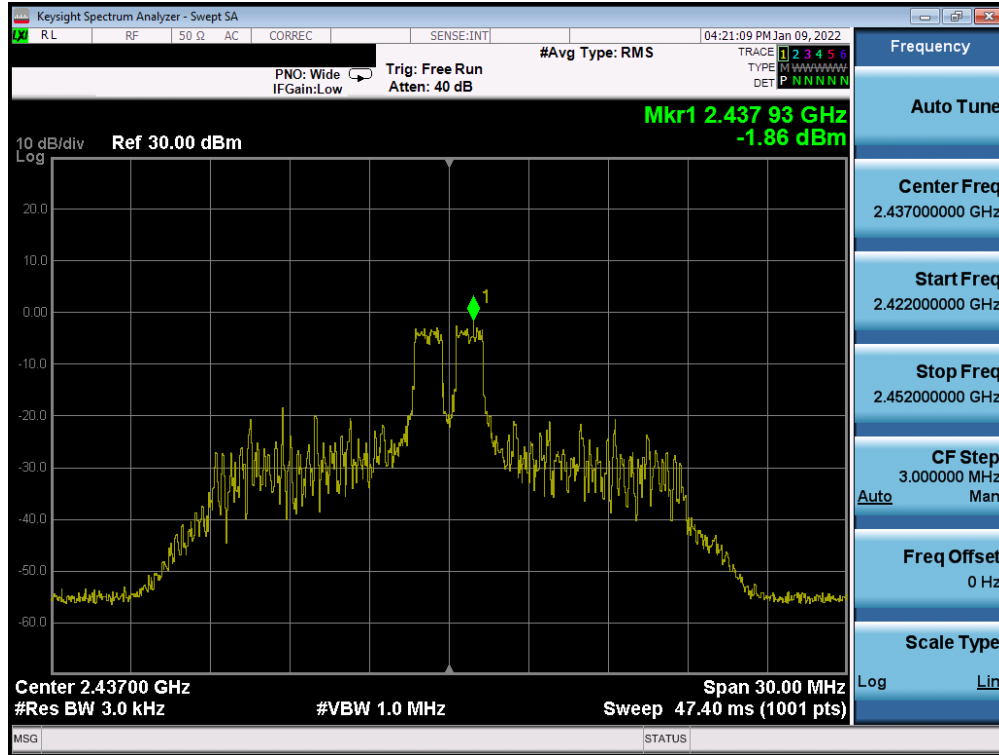 Keysight Spectrum Analyzer - Swept SA
LXI RL RF 50 Ω AC CORREC SENSE:INT 04:21:09 PM Jan 09, 2022
#Avg Type: RMS TRACE 1 2 3 4 5 6
PNO: Wide Trig: Free Run TYPE M W W W W W
IFGain:Low Atten: 40 dB DET P N N N N N
Mkr1 2.437 93 GHz
-1.86 dBm
10 dB/div Ref 30.00 dBm
Log
20.0
10.0
1
0.00
-10.0
-20.0
-30.0
-40.0
-50.0
-60.0
Center 2.43700 GHz Span 30.00 MHz
#Res BW 3.0 kHz #VBW 1.0 MHz Sweep 47.40 ms (1001 pts)
MSG STATUS
Frequency
Auto Tune
Center Freq
2.437000000 GHz
Start Freq
2.422000000 GHz
Stop Freq
2.452000000 GHz
CF Step
3.000000 MHz
Auto Man
Freq Offset
0 Hz
Scale Type
Log Lin